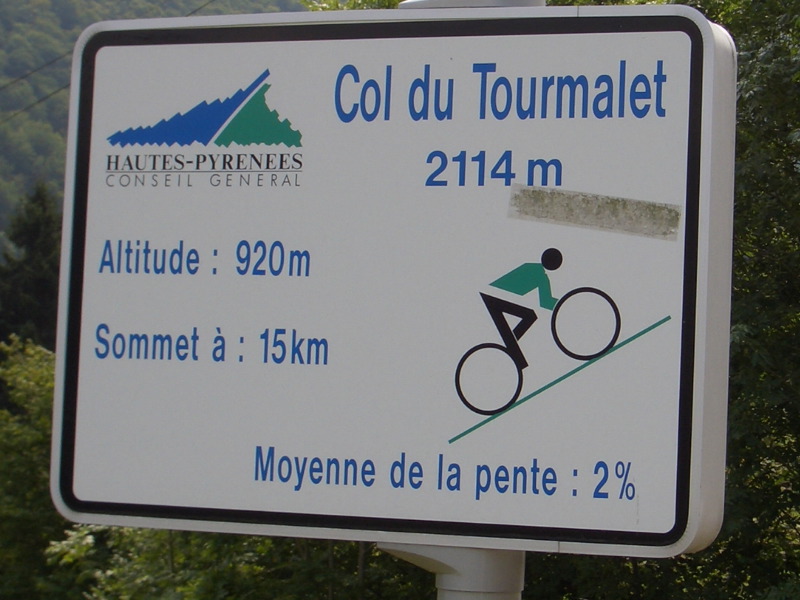 Col du Tourmalet
2114 m
HAUTES-PYRENEES
CONSEIL GENERAL
Altitude : 920m
Sommet à : 15km
Moyenne de la pente : 2%